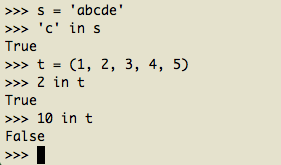 >>> s = 'abcde'
>>> 'c' in s
True
>>> t = (1, 2, 3, 4, 5)
>>> 2 in t
True
>>> 10 in t
False
>>>